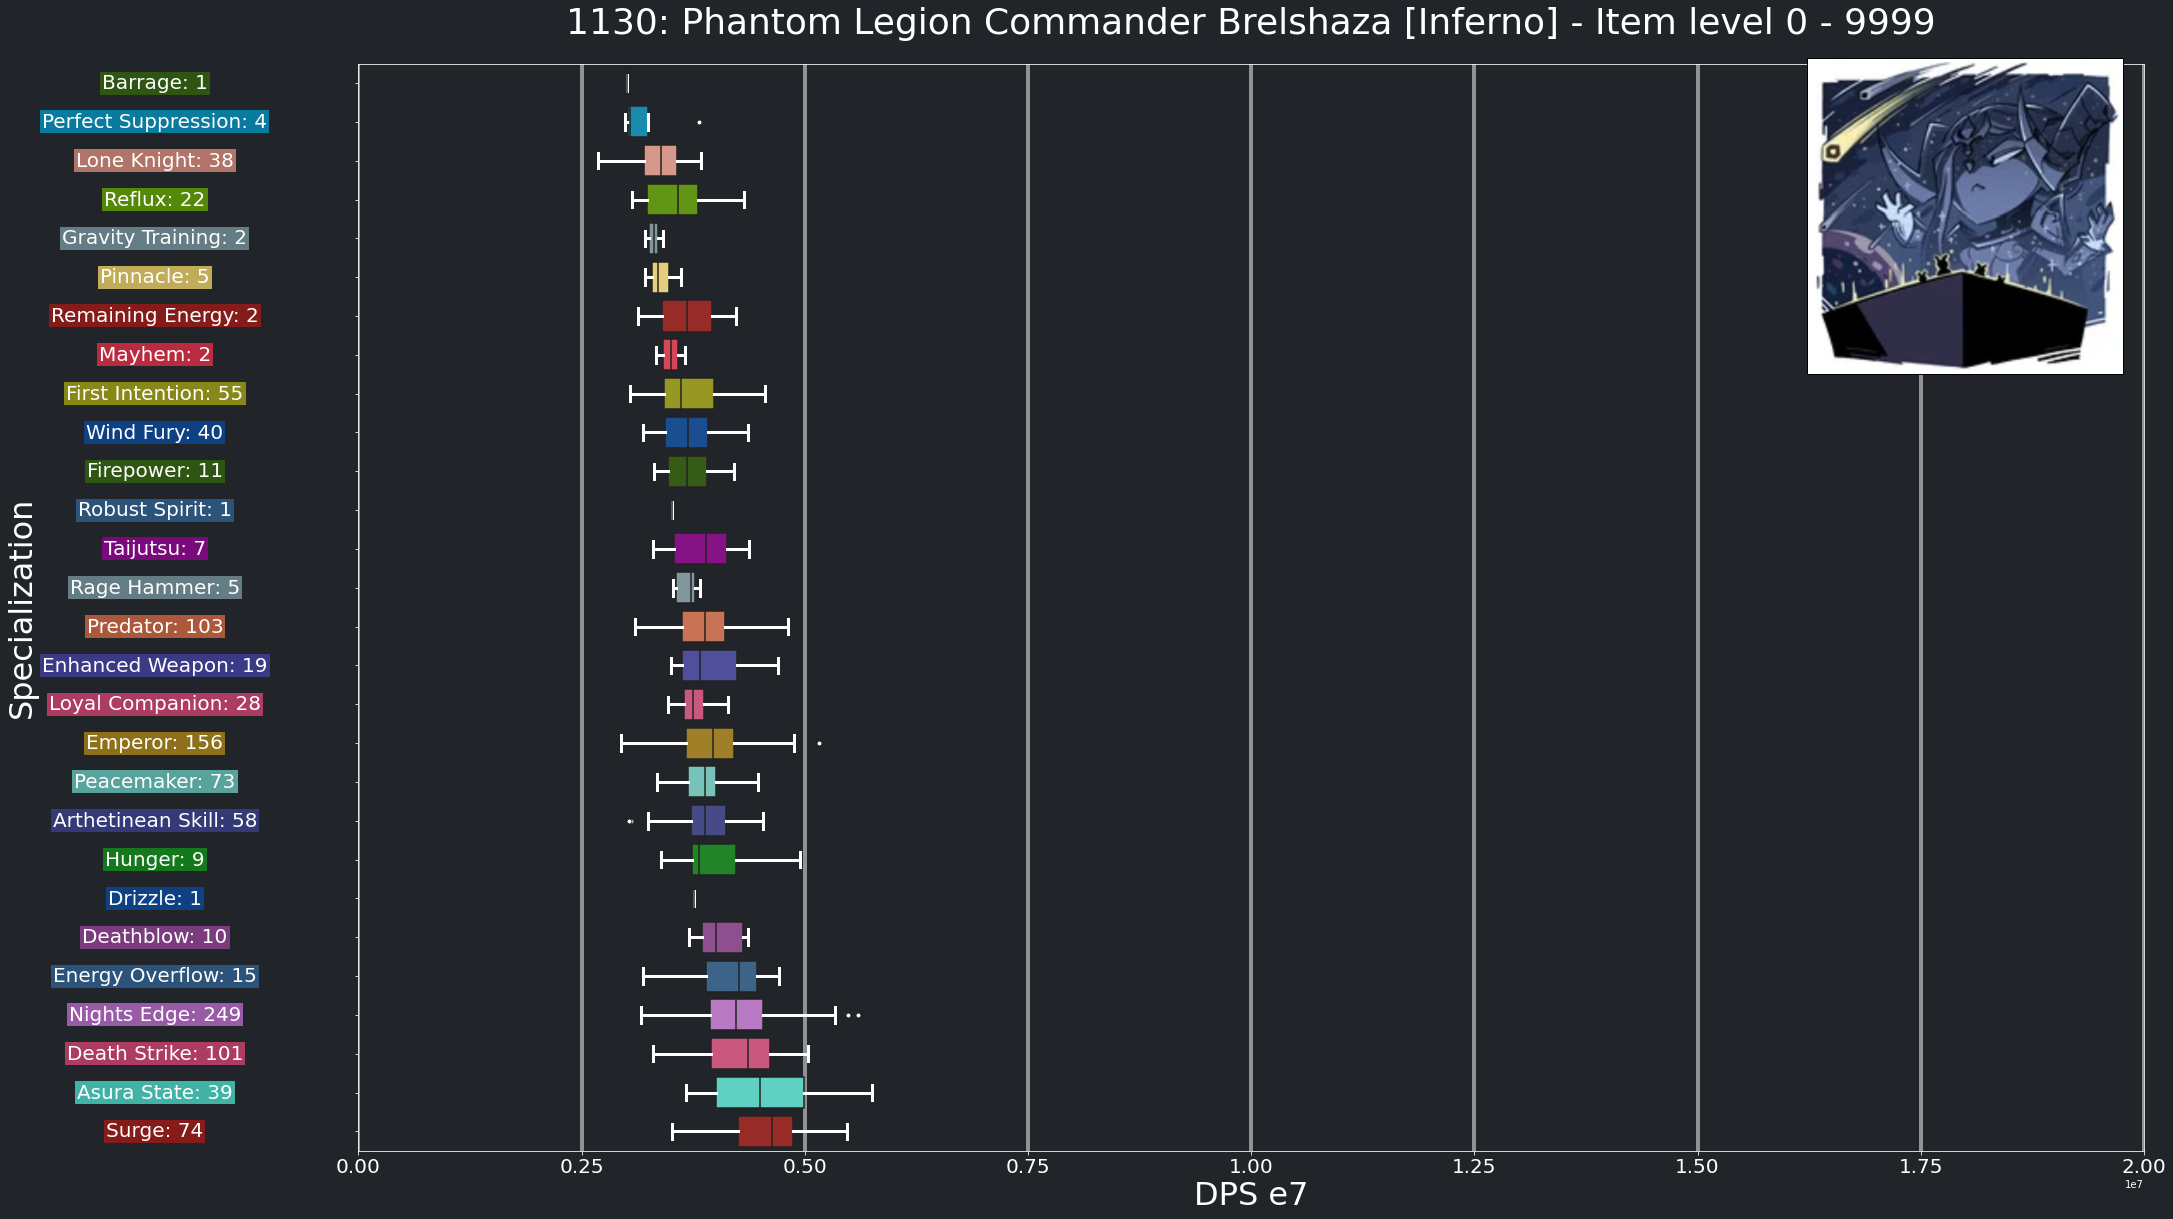 1130: Phantom Legion Commander Brelshaza [Inferno] - Item level 0 - 9999
Barrage: 1
Perfect Suppression: 4
Lone Knight: 38
Reflux: 22
Gravity Training: 2
Pinnacle: 5
Remaining Energy: 2
Mayhem: 2
First Intention: 55
Wind Fury: 40
Firepower: 11
Robust Spirit: 1
Taijutsu: 7
Rage Hammer: 5
Predator: 103
Enhanced Weapon: 19
Loyal Companion: 28
Emperor: 156
Peacemaker: 73
Arthetinean Skill: 58
Hunger: 9
Drizzle: 1
Deathblow: 10
Energy Overflow: 15
Nights Edge: 249
Death Strike: 101
Asura State: 39
Surge: 74
Specialization
0.00 0.25 0.50 0.75 1.00 1.25 1.50 1.75 2.00
1e7
DPS e7